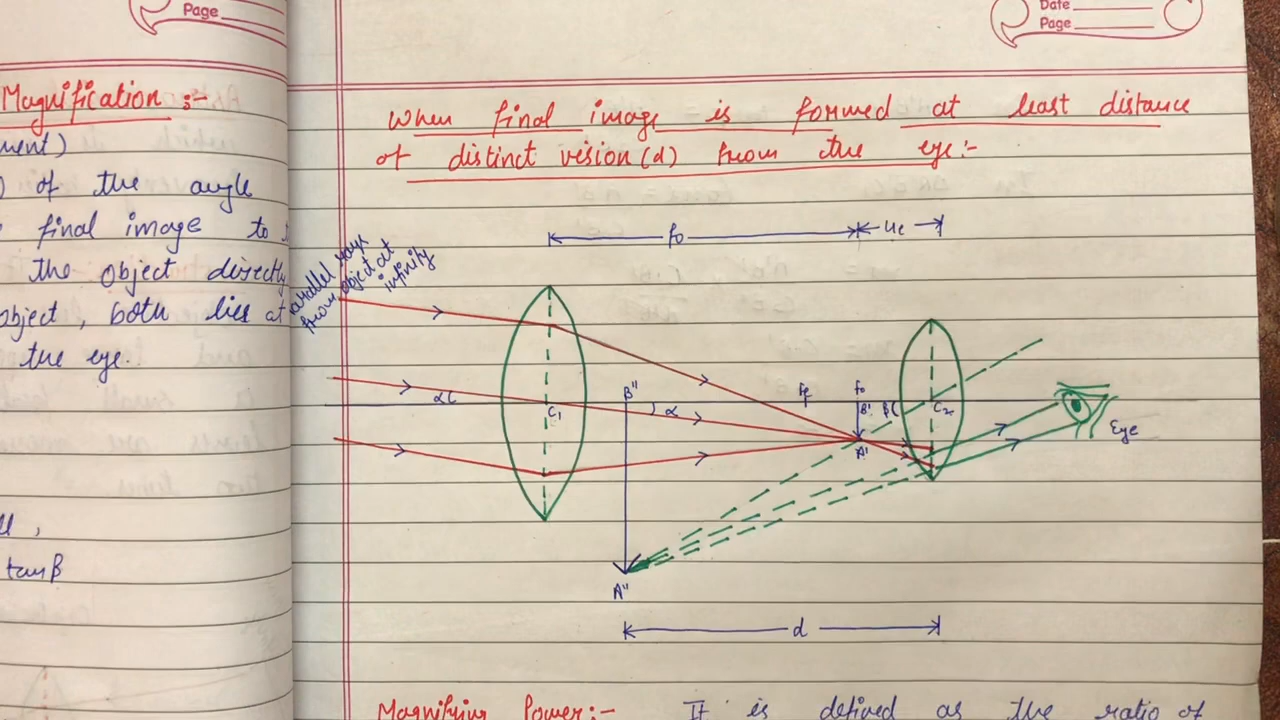 Page
Magnification :-
ment)
) of the angle
final image to
the object directly
object, both lies at
the eye.
tanβ
Date
Page
When final image is formed at least distance
of distinct vision (d) from the eye:-
fo
ue
parallel rays
from object at
infinity
α
C1
B"
α
Fe
fo
B'
β
C2
A'
Eye
A"
d
Magnifying Power:- It is defined as the ratio of